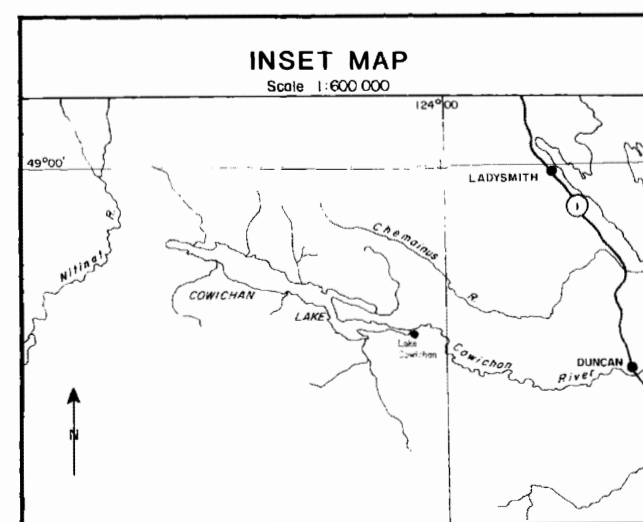 INSET MAP
Scale 1:600 000
124°00'
49°00'
LADYSMITH
1
Chemainus R.
Nitinat R.
COWICHAN LAKE
Lake
Cowichan
Cowichan River
DUNCAN
N